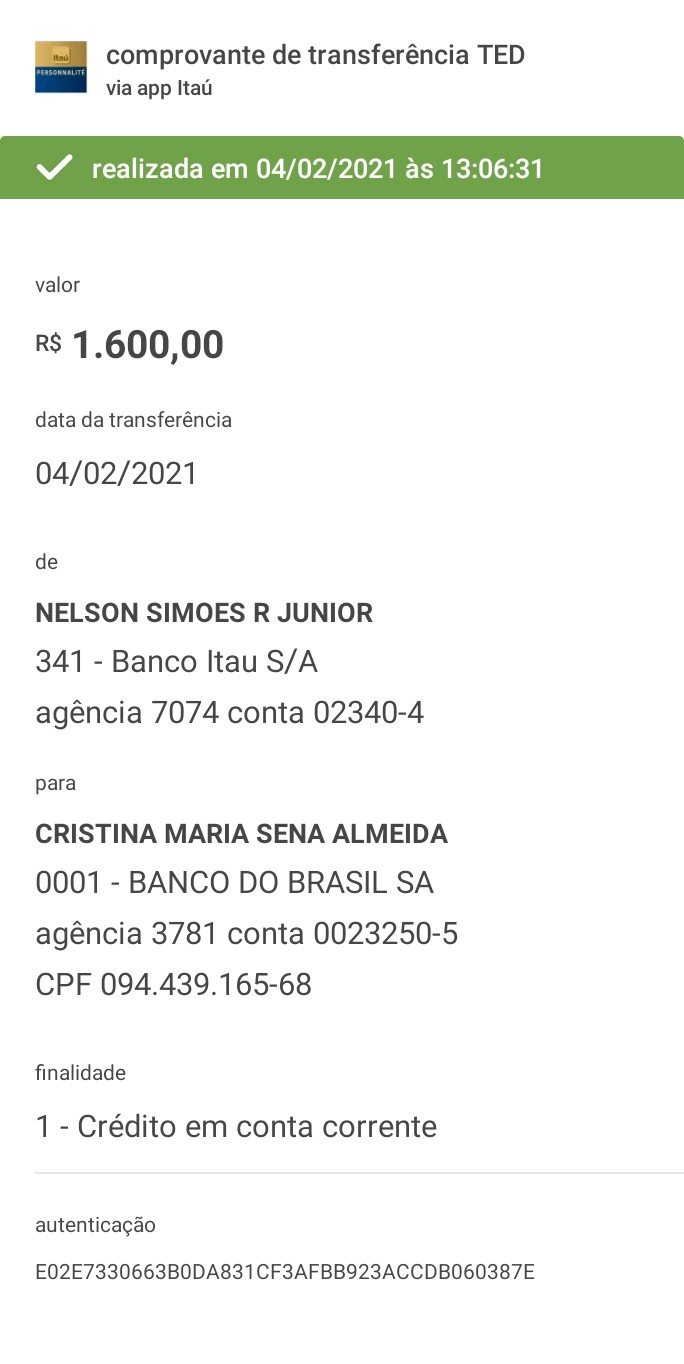 Itaú
PERSONNALITÉ
comprovante de transferência TED
via app Itaú
realizada em 04/02/2021 às 13:06:31
valor
R$ 1.600,00
data da transferência
04/02/2021
de
NELSON SIMOES R JUNIOR
341 - Banco Itau S/A
agência 7074 conta 02340-4
para
CRISTINA MARIA SENA ALMEIDA
0001 - BANCO DO BRASIL SA
agência 3781 conta 0023250-5
CPF 094.439.165-68
finalidade
1 - Crédito em conta corrente
autenticação
E02E7330663B0DA831CF3AFBB923ACCDB060387E